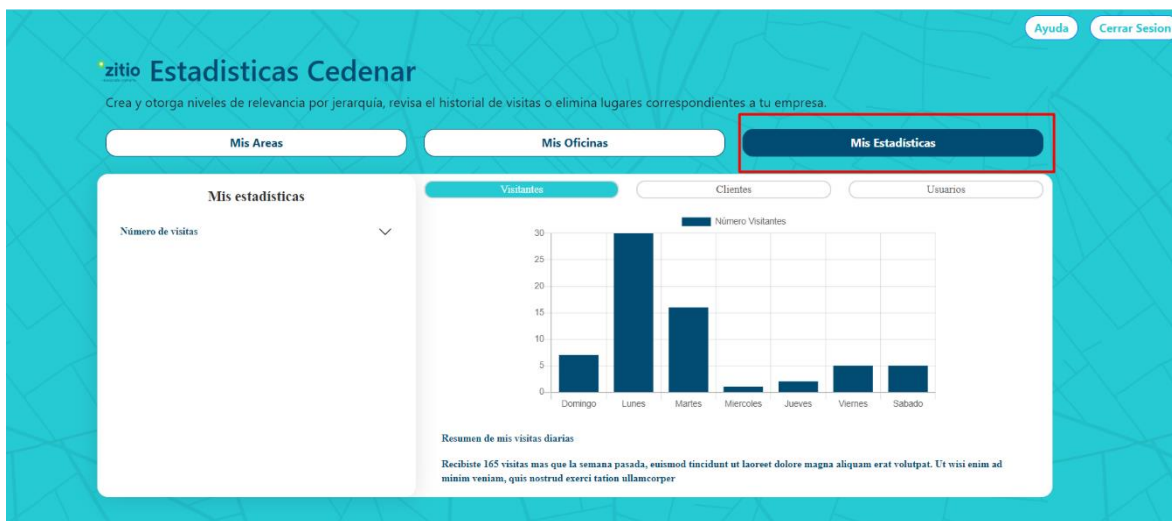 Ayuda
Cerrar Sesion
zitio Estadisticas Cedenar
Crea y otorga niveles de relevancia por jerarquía, revisa el historial de visitas o elimina lugares correspondientes a tu empresa.
Mis Areas
Mis Oficinas
Mis Estadísticas
Mis estadísticas
Número de visitas
Visitantes
Clientes
Usuarios
Número Visitantes
30
25
20
15
10
5
0
Domingo
Lunes
Martes
Miercoles
Jueves
Viernes
Sabado
Resumen de mis visitas diarias
Recibiste 165 visitas mas que la semana pasada, euismod tincidunt ut laoreet dolore magna aliquam erat volutpat. Ut wisi enim ad
minim veniam, quis nostrud exerci tation ullamcorper